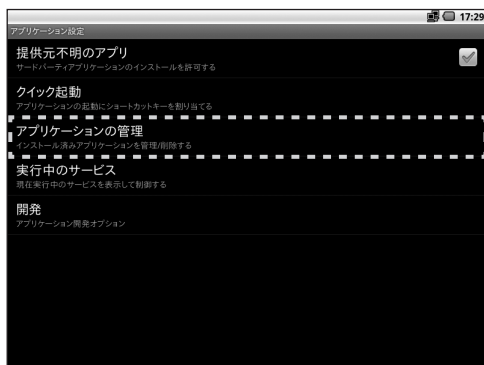 17:29
アプリケーション設定
提供元不明のアプリ
サードパーティアプリケーションのインストールを許可する
クイック起動
アプリケーションの起動にショートカットキーを割り当てる
アプリケーションの管理
インストール済みアプリケーションを管理/削除する
実行中のサービス
現在実行中のサービスを表示して制御する
開発
アプリケーション開発オプション